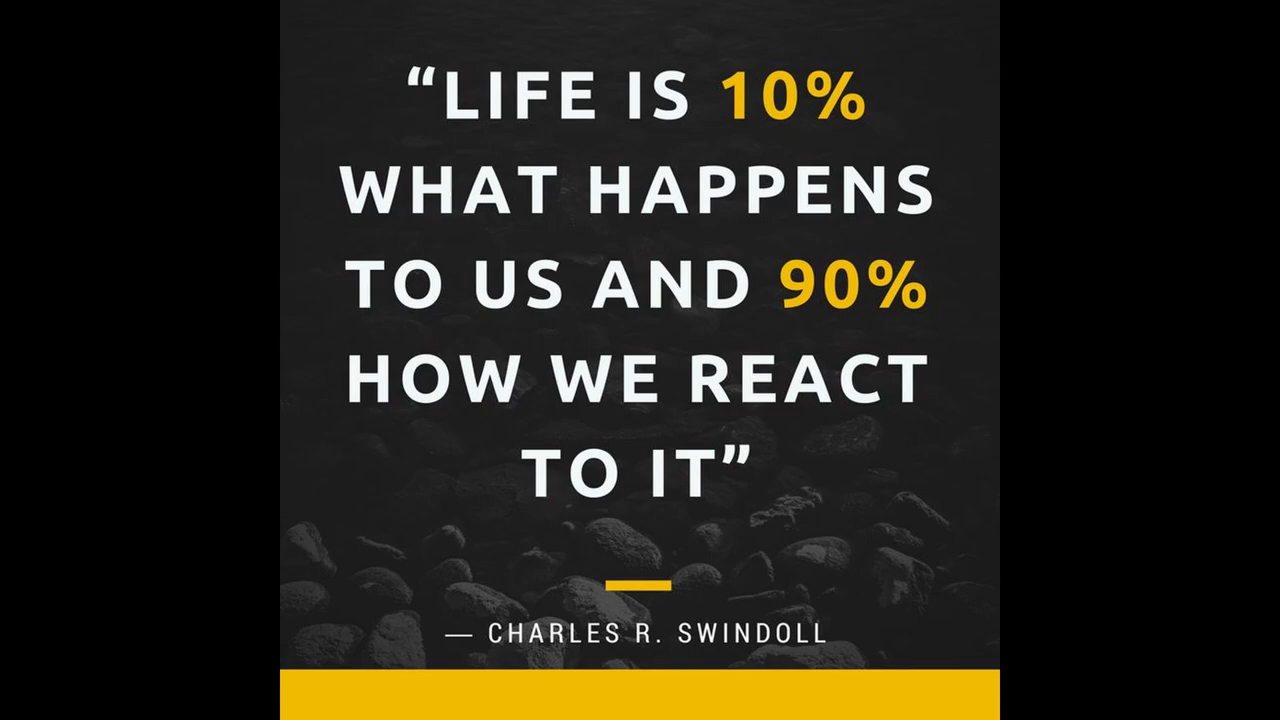 “LIFE IS 10%
WHAT HAPPENS
TO US AND 90%
HOW WE REACT
TO IT”
— CHARLES R. SWINDOLL